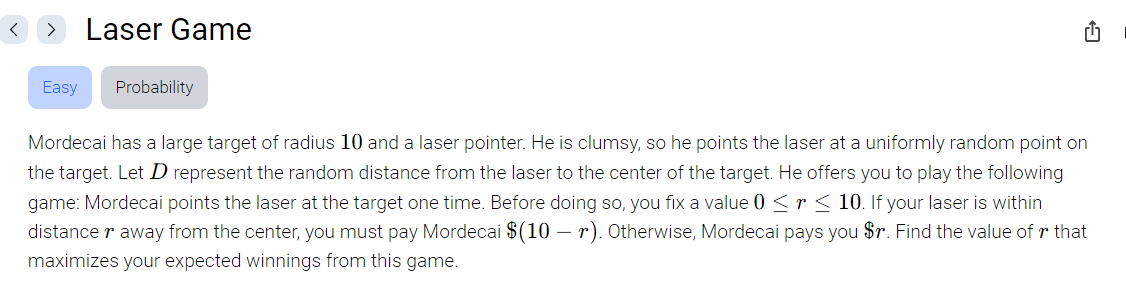 Laser Game
Easy
Probability
Mordecai has a large target of radius 10 and a laser pointer. He is clumsy, so he points the laser at a uniformly random point on
the target. Let D represent the random distance from the laser to the center of the target. He offers you to play the following
game: Mordecai points the laser at the target one time. Before doing so, you fix a value 0 ≤ r ≤ 10. If your laser is within
distance r away from the center, you must pay Mordecai $(10 − r). Otherwise, Mordecai pays you $r. Find the value of r that
maximizes your expected winnings from this game.